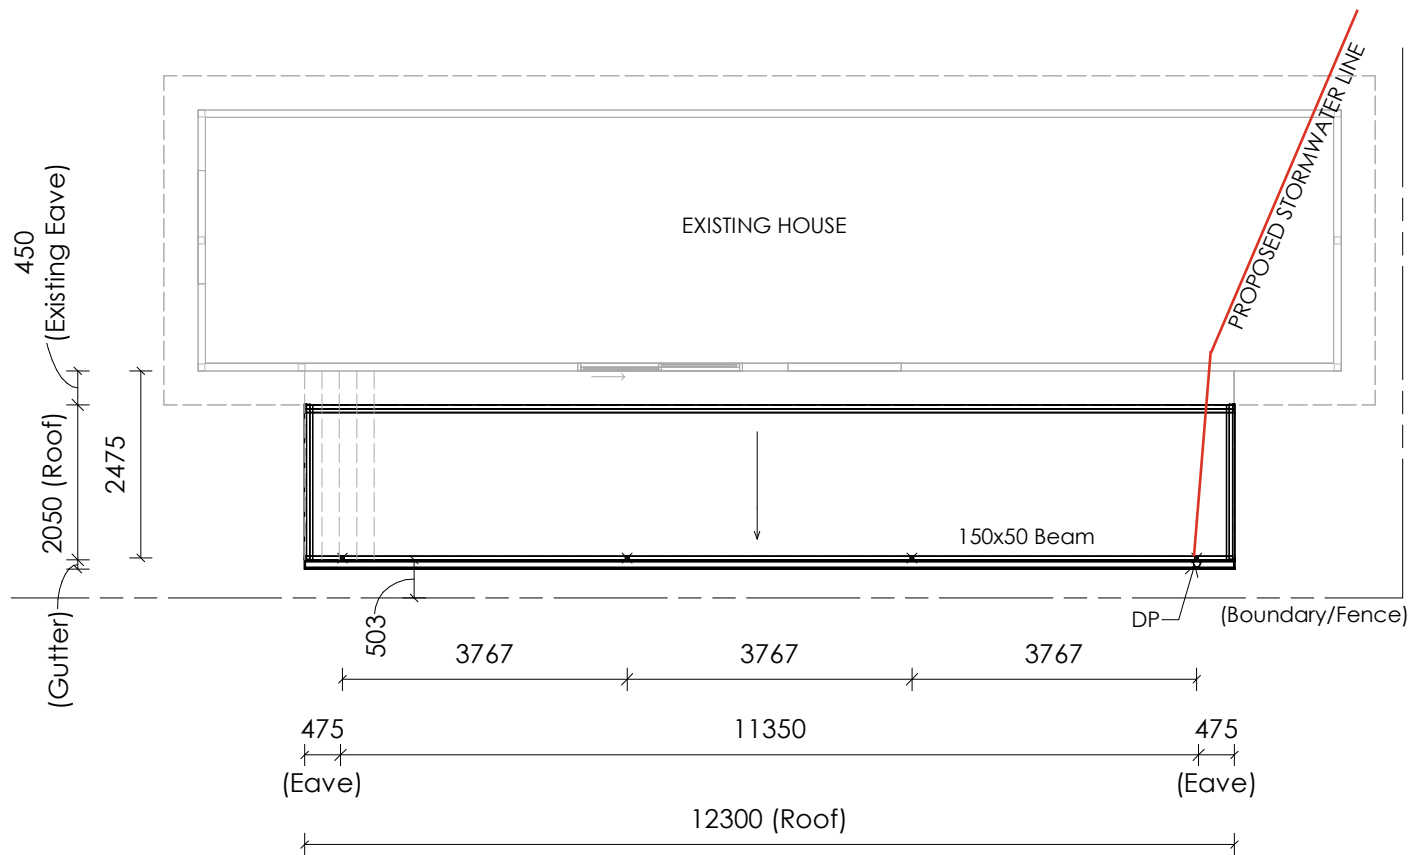 PROPOSED STORMWATER LINE
EXISTING HOUSE
450
(Existing Eave)
2050 (Roof)
2475
150x50 Beam
(Gutter)
503
DP
(Boundary/Fence)
3767
3767
3767
475
11350
475
(Eave)
(Eave)
12300 (Roof)